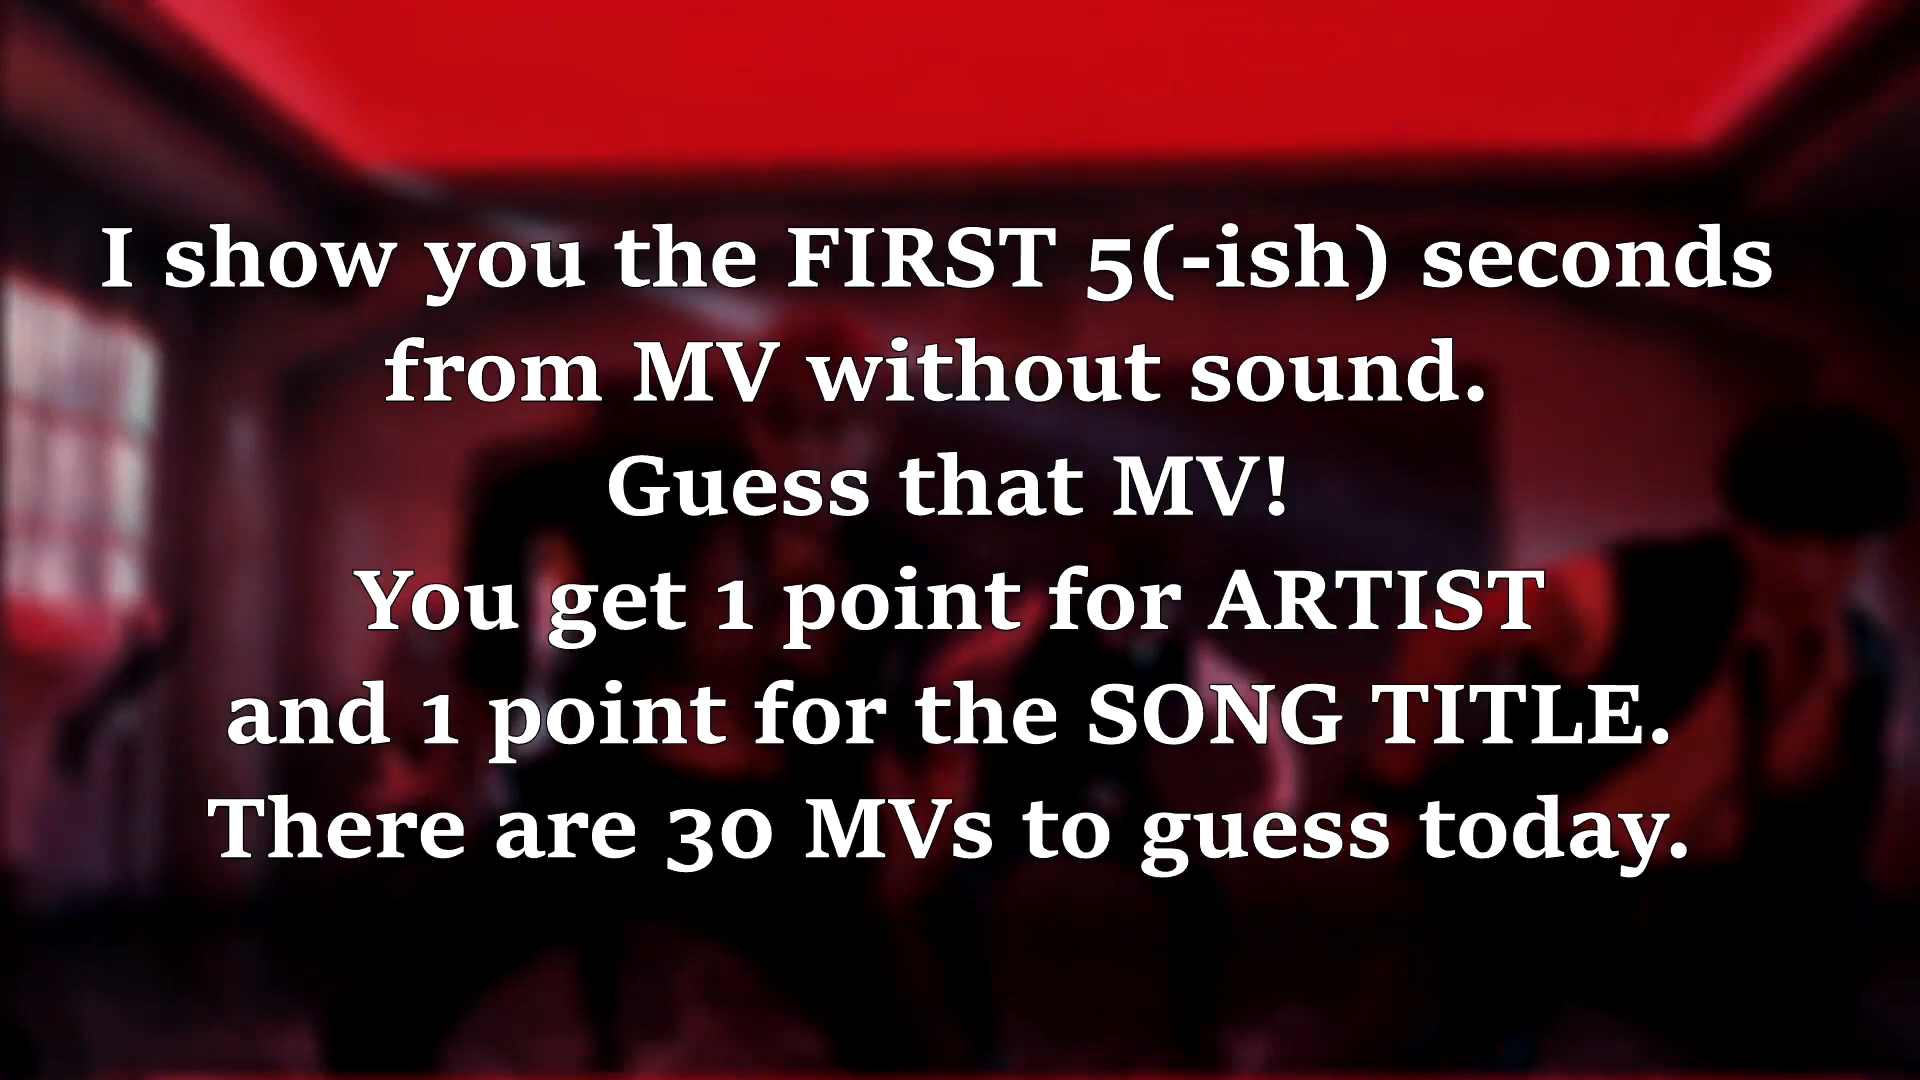 I show you the FIRST 5(-ish) seconds
from MV without sound.
Guess that MV!
You get 1 point for ARTIST
and 1 point for the SONG TITLE.
There are 30 MVs to guess today.